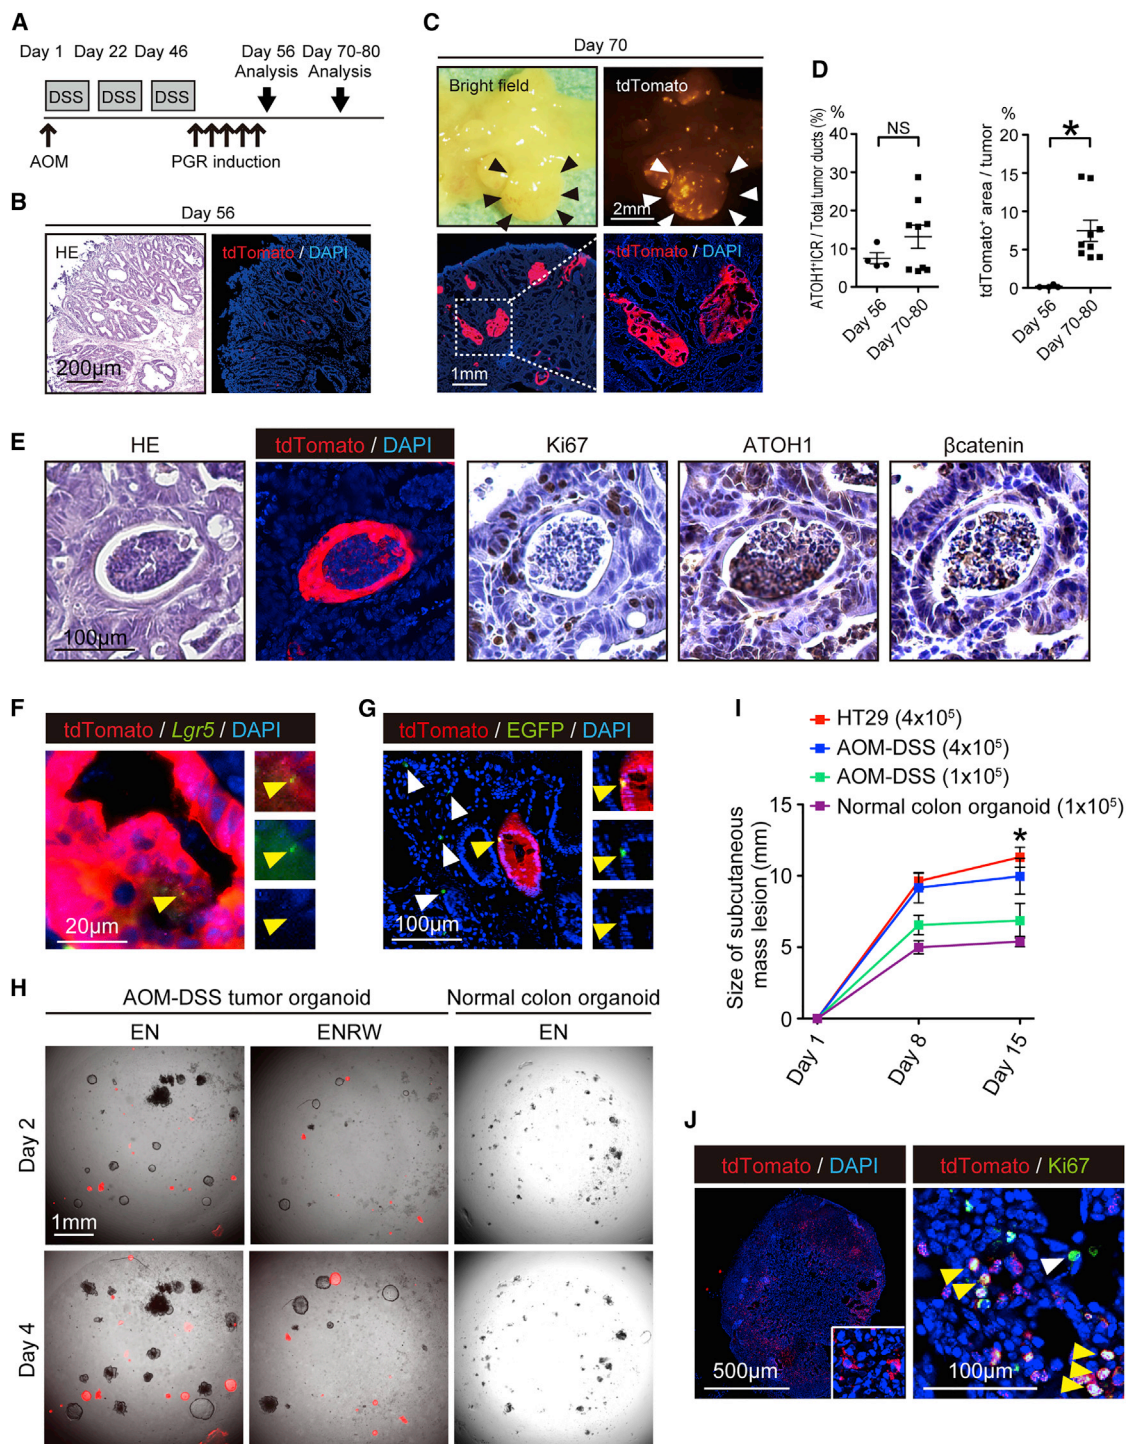 A
Day 1 Day 22 Day 46
Day 56 Analysis
Day 70-80 Analysis
DSS DSS DSS
AOM
PGR induction
B
Day 56
HE
tdTomato / DAPI
200µm
C
Day 70
Bright field
tdTomato
2mm
tdTomato / DAPI
tdTomato / DAPI
1mm
D
%
ATOH1⁺ICR / Total tumor ducts (%)
NS
40
30
20
10
0
Day 56
Day 70-80
%
tdTomato⁺ area / tumor
*
20
15
10
5
0
Day 56
Day 70-80
E
HE
tdTomato / DAPI
Ki67
ATOH1
βcatenin
100µm
F
tdTomato / Lgr5 / DAPI
20µm
G
tdTomato / EGFP / DAPI
100µm
H
AOM-DSS tumor organoid
Normal colon organoid
EN
ENRW
EN
Day 2
1mm
Day 4
I
HT29 (4x10⁵)
AOM-DSS (4x10⁵)
AOM-DSS (1x10⁵)
Normal colon organoid (1x10⁵)
Size of subcutaneous
mass lesion (mm)
15
10
5
0
*
Day 1
Day 8
Day 15
J
tdTomato / DAPI
tdTomato / Ki67
500µm
100µm